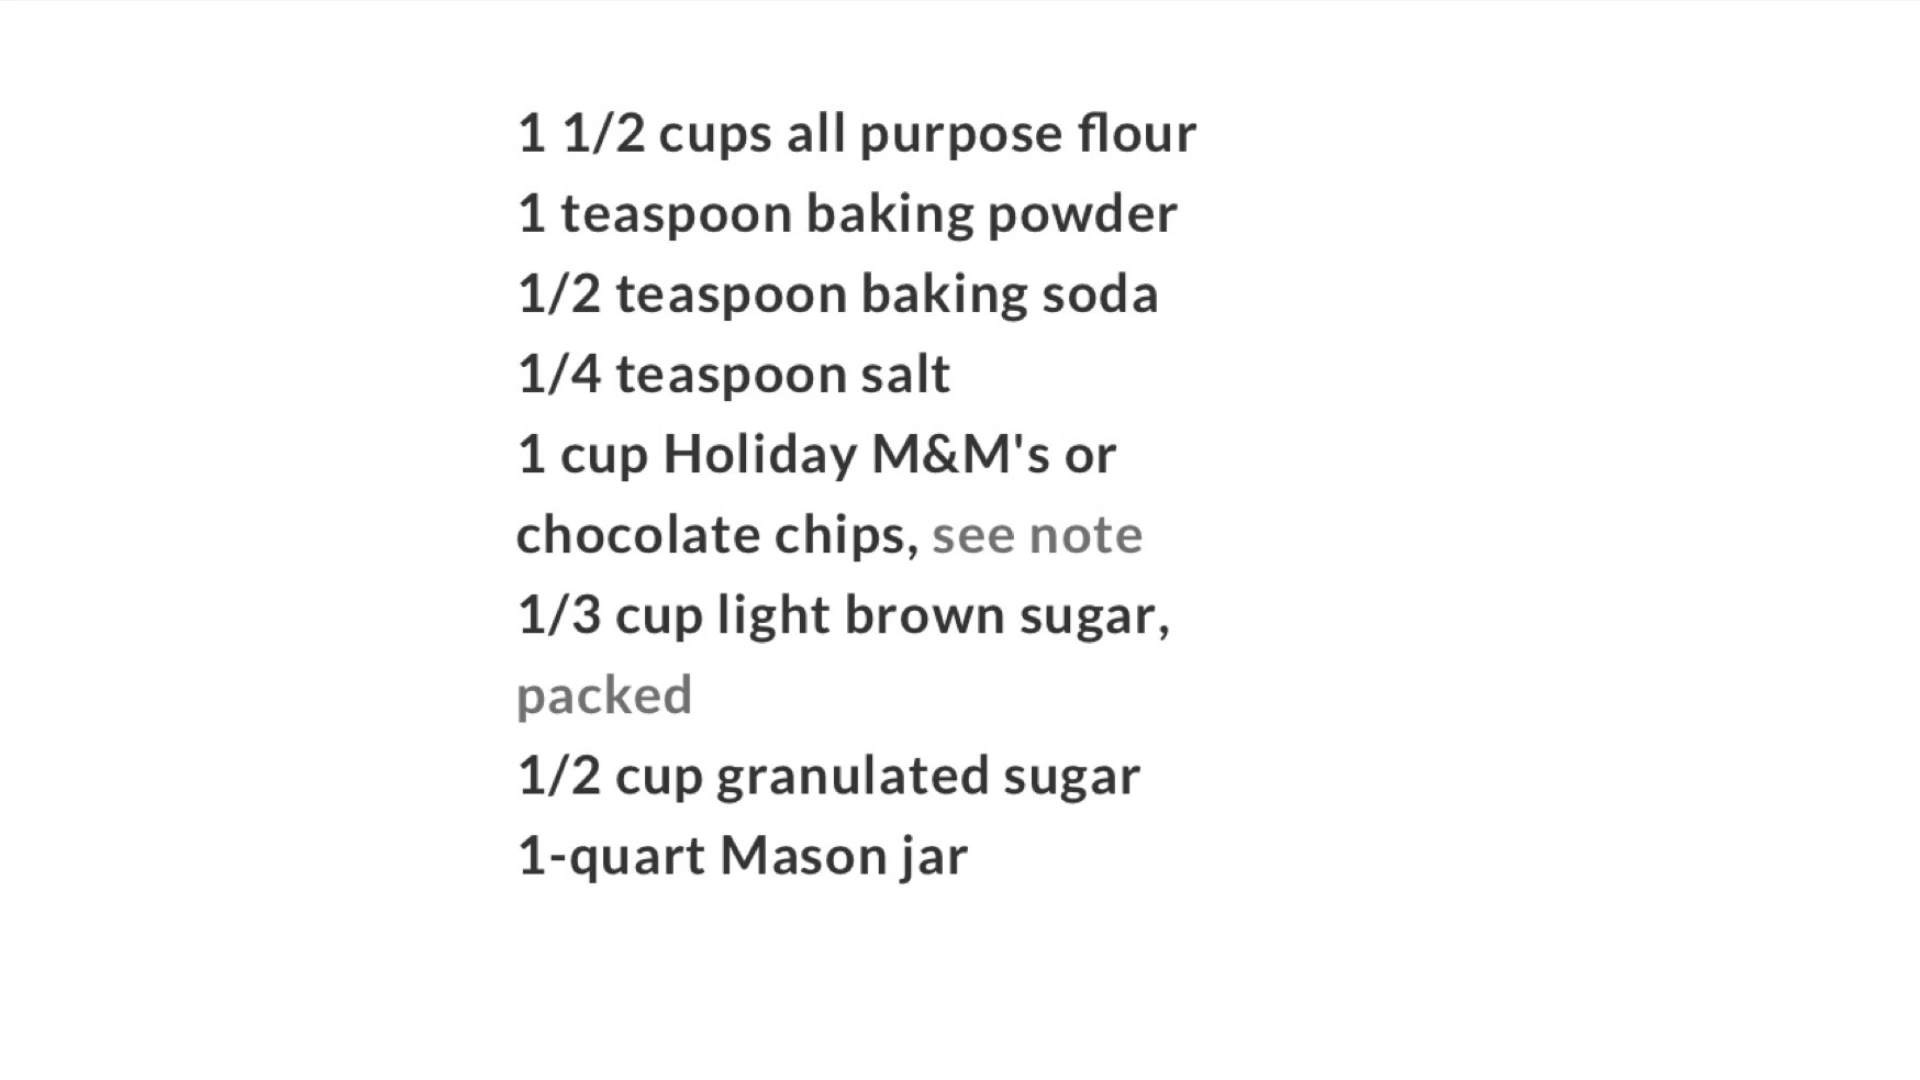 1 1/2 cups all purpose flour
1 teaspoon baking powder
1/2 teaspoon baking soda
1/4 teaspoon salt
1 cup Holiday M&M's or
chocolate chips, see note
1/3 cup light brown sugar,
packed
1/2 cup granulated sugar
1-quart Mason jar